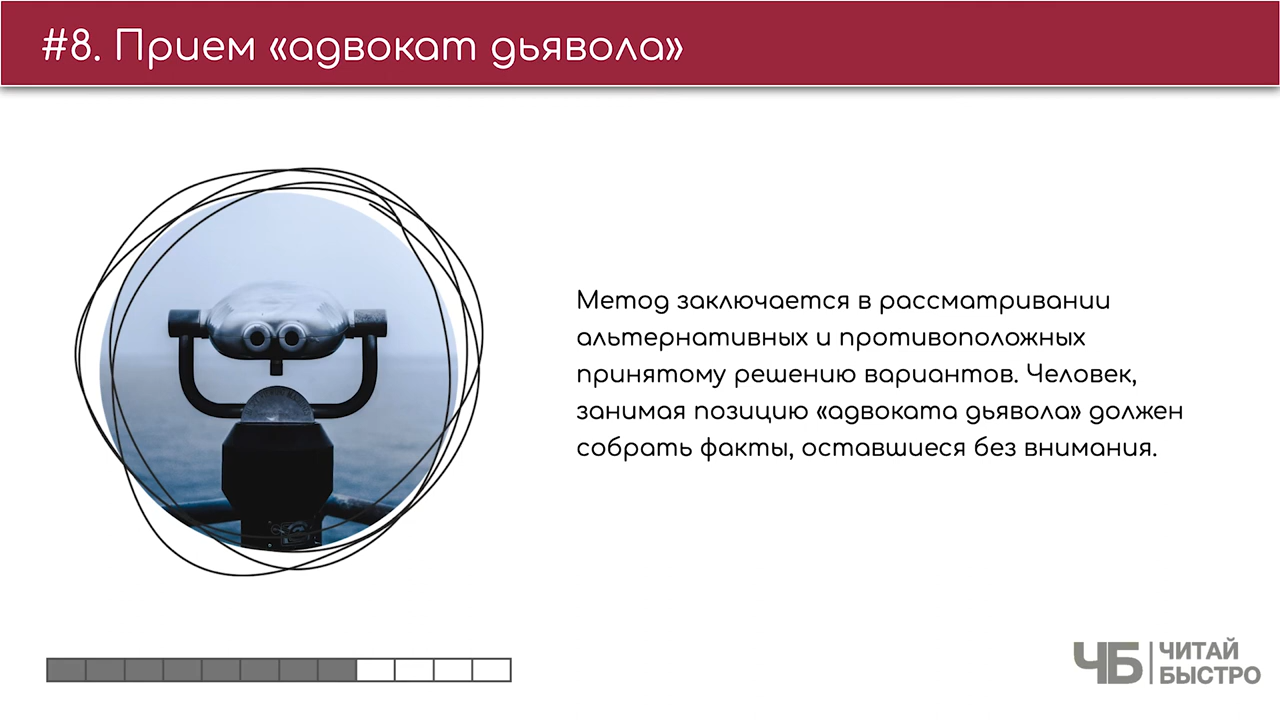 #8. Прием «адвокат дьявола»
Метод заключается в рассматривании
альтернативных и противоположных
принятому решению вариантов. Человек,
занимая позицию «адвоката дьявола» должен
собрать факты, оставшиеся без внимания.
ЧБ ЧИТАЙ
БЫСТРО